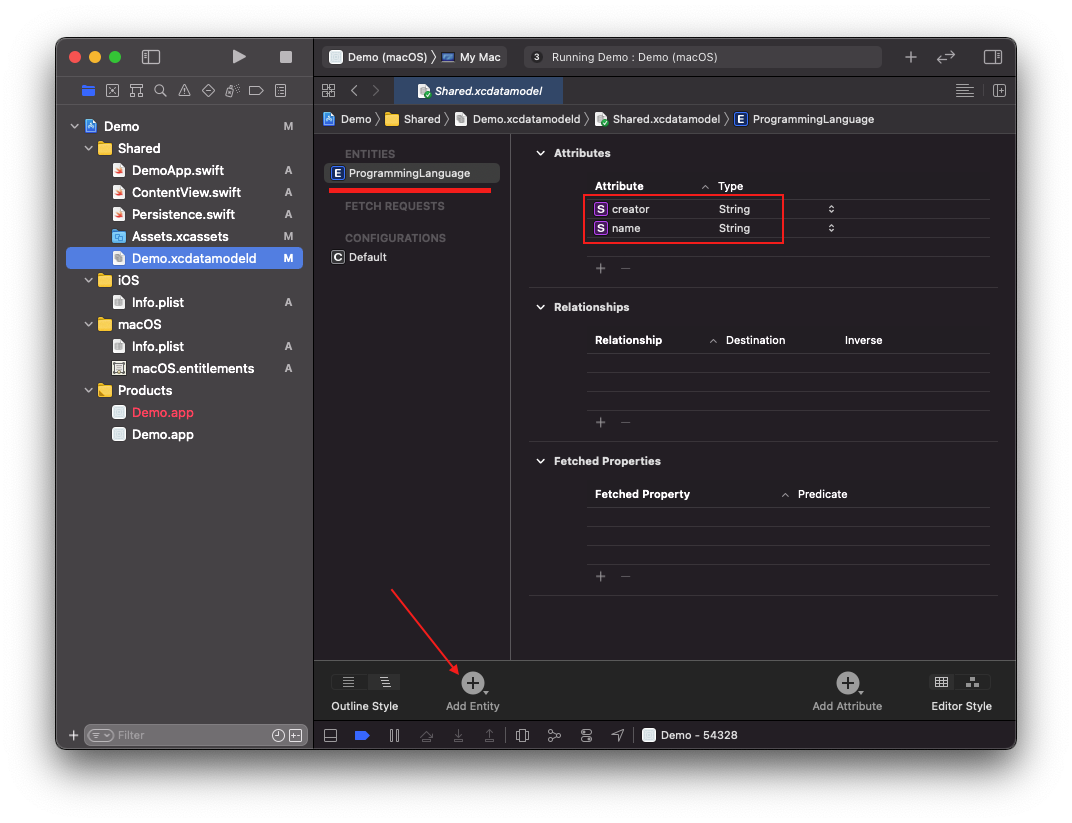 Demo (macOS) 〉 My Mac
3 Running Demo : Demo (macOS)
Shared.xcdatamodel
Demo 〉 Shared 〉 Demo.xcdatamodeld 〉 Shared.xcdatamodel 〉 E ProgrammingLanguage
Demo M
Shared
DemoApp.swift A
ContentView.swift A
Persistence.swift A
Assets.xcassets M
Demo.xcdatamodeld M
iOS
Info.plist A
macOS
Info.plist A
macOS.entitlements A
Products
Demo.app
Demo.app
Filter
ENTITIES
E ProgrammingLanguage
FETCH REQUESTS
CONFIGURATIONS
C Default
Attributes
Attribute Type
S creator String
S name String
+ −
Relationships
Relationship Destination Inverse
+ −
Fetched Properties
Fetched Property Predicate
+ −
Outline Style
Add Entity
Add Attribute
Editor Style
Demo – 54328